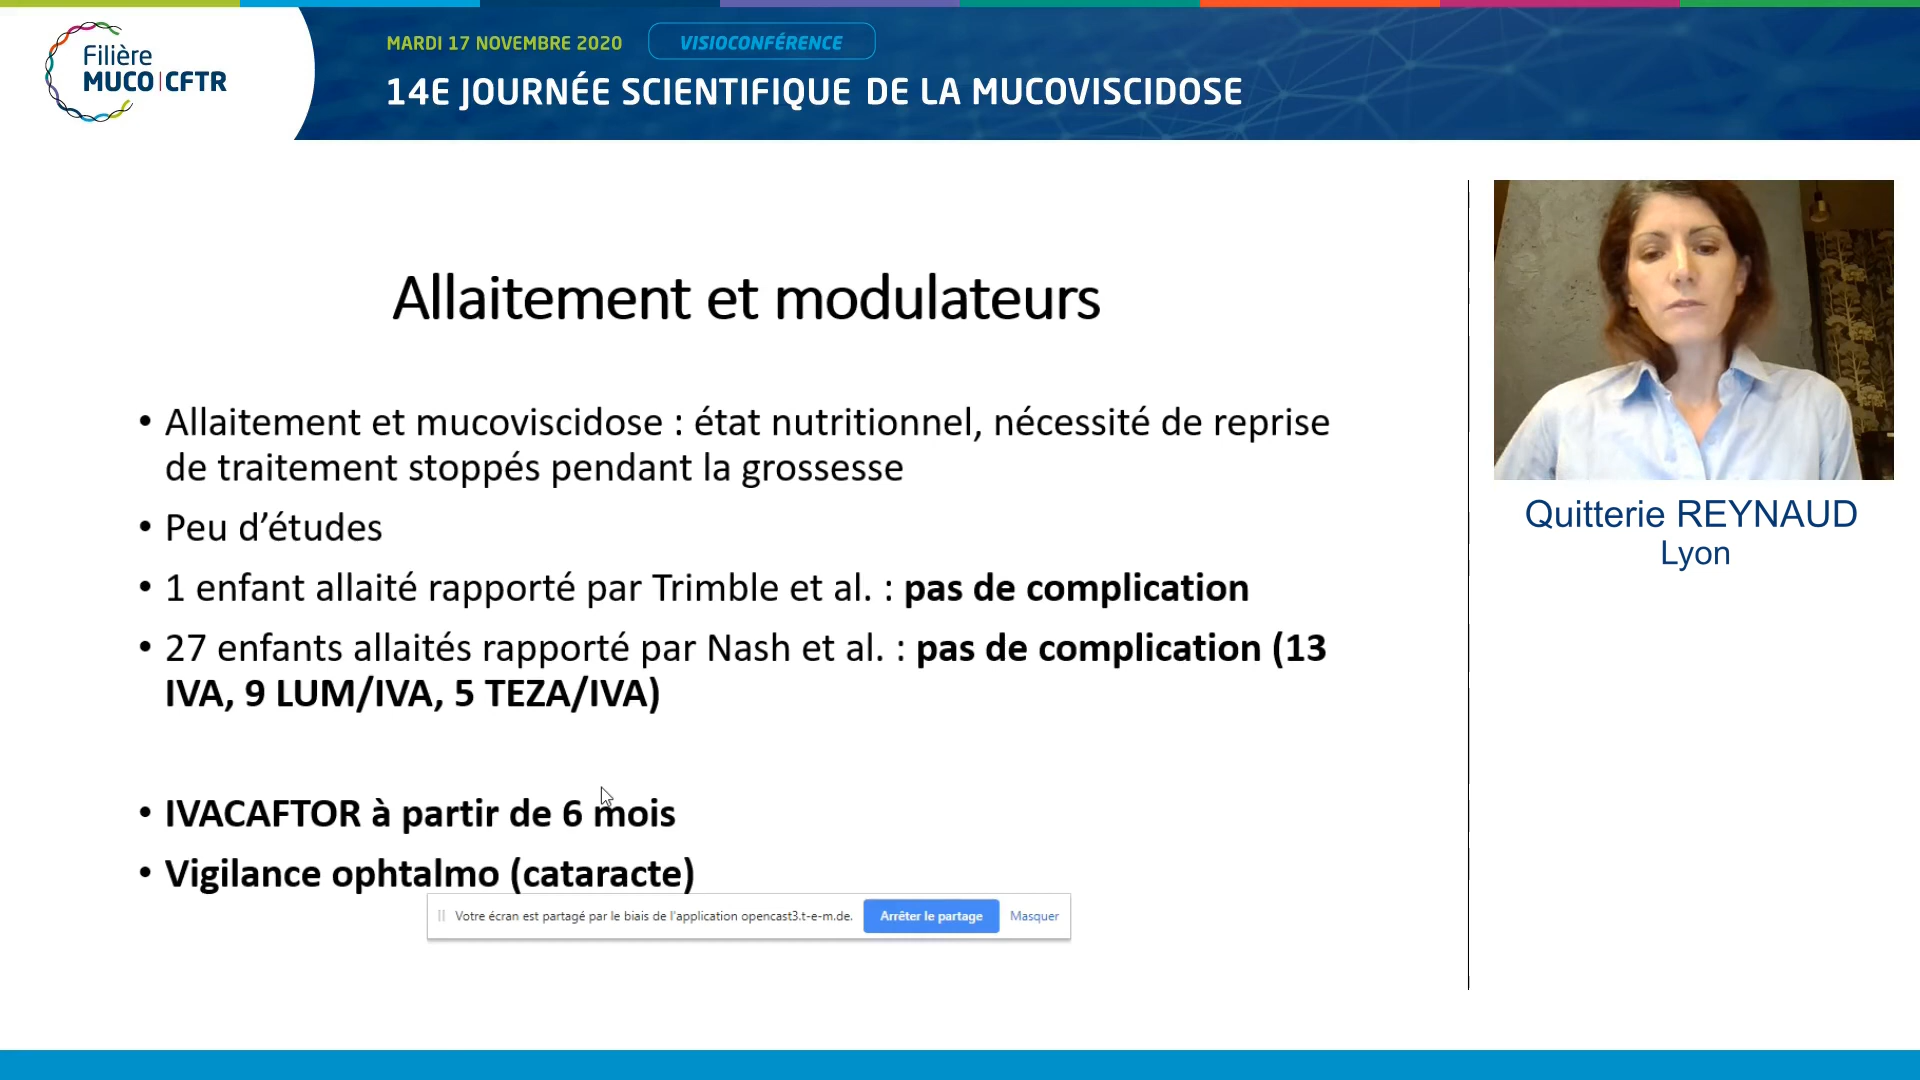 Filière
MUCO|CFTR
MARDI 17 NOVEMBRE 2020
VISIOCONFÉRENCE
14E JOURNÉE SCIENTIFIQUE DE LA MUCOVISCIDOSE
Allaitement et modulateurs
• Allaitement et mucoviscidose : état nutritionnel, nécessité de reprise
de traitement stoppés pendant la grossesse
• Peu d’études
• 1 enfant allaité rapporté par Trimble et al. : pas de complication
• 27 enfants allaités rapporté par Nash et al. : pas de complication (13
IVA, 9 LUM/IVA, 5 TEZA/IVA)
• IVACAFTOR à partir de 6 mois
• Vigilance ophtalmo (cataracte)
Votre écran est partagé par le biais de l'application opencast3.t-e-m.de.
Arrêter le partage
Masquer
Quitterie REYNAUD
Lyon